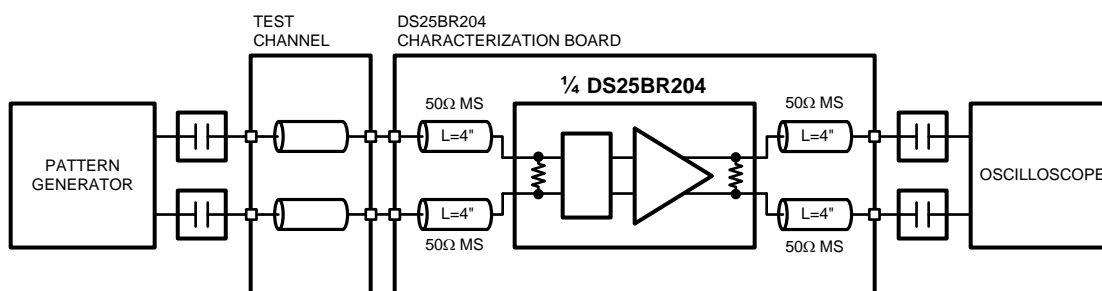 TEST
CHANNEL
DS25BR204
CHARACTERIZATION BOARD
¼ DS25BR204
50Ω MS
50Ω MS
L=4"
L=4"
PATTERN
GENERATOR
OSCILLOSCOPE
L=4"
L=4"
50Ω MS
50Ω MS